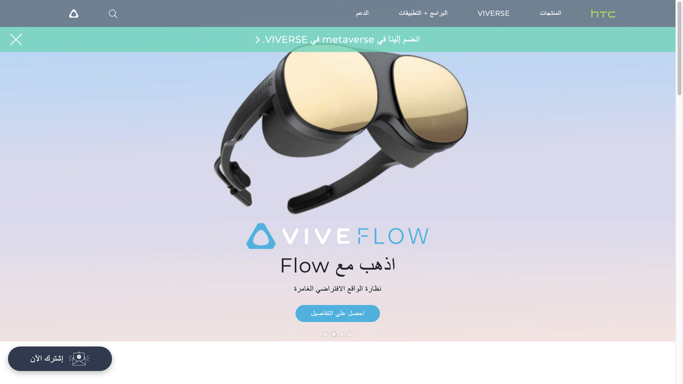 hTC
المنتجات
VIVERSE
البرامج + التطبيقات
الدعم
انضم إلينا في metaverse في VIVERSE.
VIVE
VIVE FLOW
اذهب مع Flow
نظارة الواقع الافتراضي الغامرة
احصل على التفاصيل
إشترك الآن